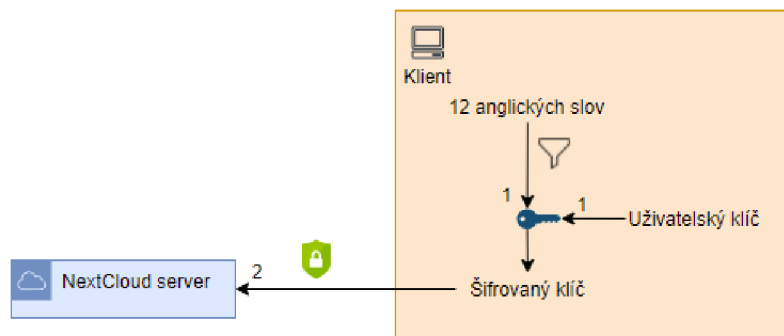 Klient
12 anglických slov
1
1
Uživatelský klíč
NextCloud server
2
Šifrovaný klíč